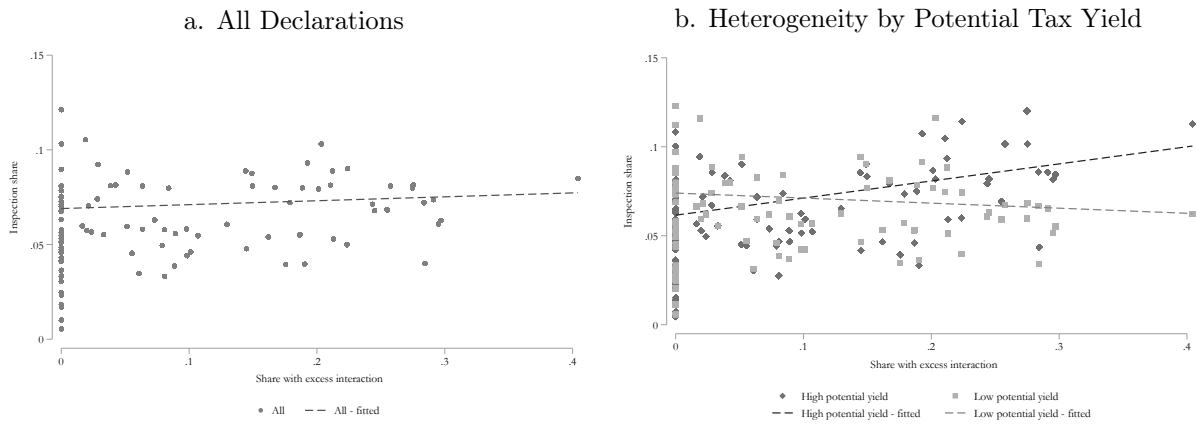 a. All Declarations
.15
.1
.05
0
Inspection share
0 .1 .2 .3 .4
Share with excess interaction
All All - fitted
b. Heterogeneity by Potential Tax Yield
.15
.1
.05
0
Inspection share
0 .1 .2 .3 .4
Share with excess interaction
High potential yield Low potential yield
High potential yield - fitted Low potential yield - fitted